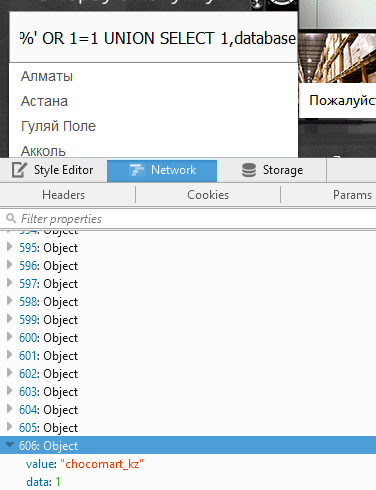 %' OR 1=1 UNION SELECT 1,database
Алматы
Астана
Гуляй Поле
Акколь
Пожалуйс
Style Editor
Network
Storage
Headers
Cookies
Params
Filter properties
594: Object
595: Object
596: Object
597: Object
598: Object
599: Object
600: Object
601: Object
602: Object
603: Object
604: Object
605: Object
606: Object
value: "chocomart_kz"
data: 1